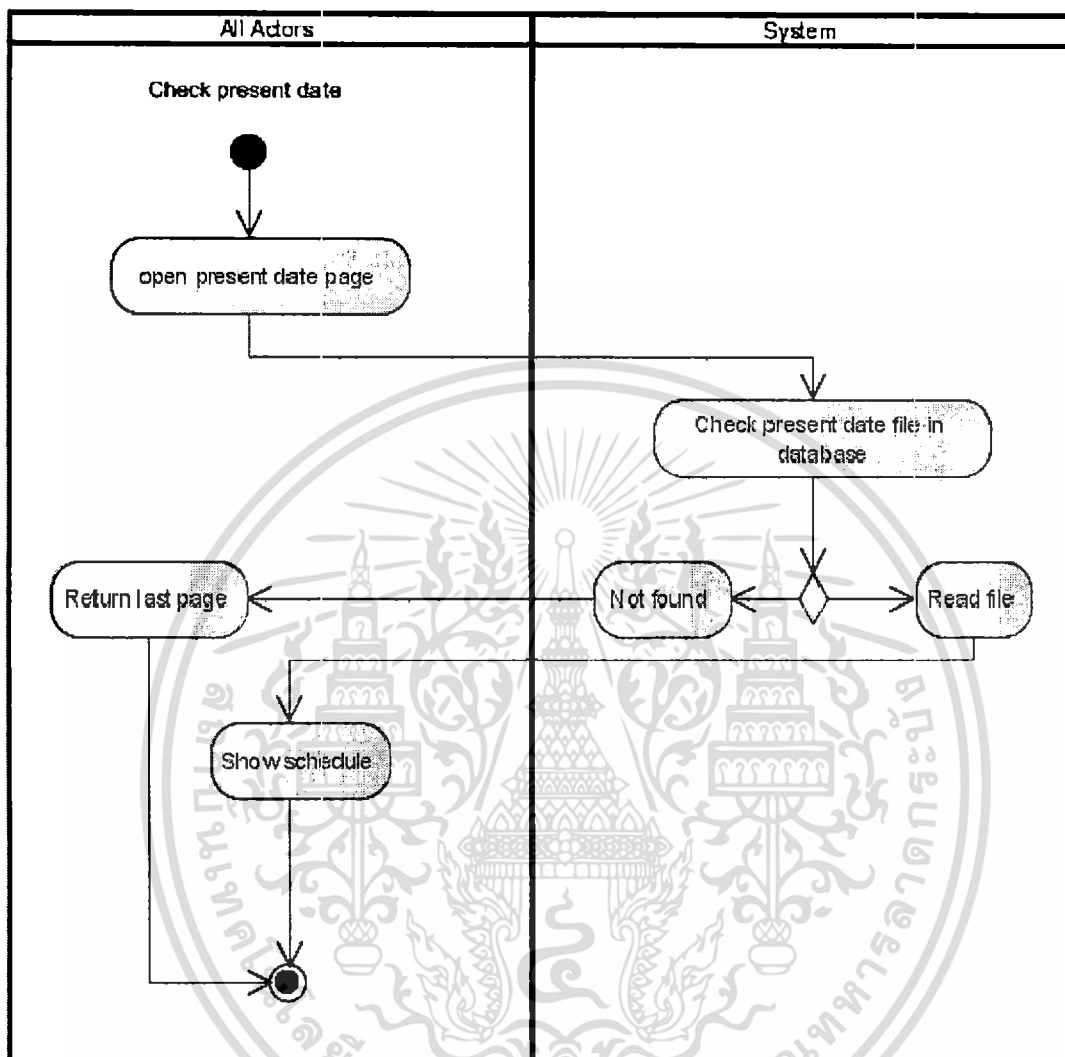 All Actors
System
Check present date
open present date page
Check present date file in
database
Return last page
Not found
Read file
Show schedule